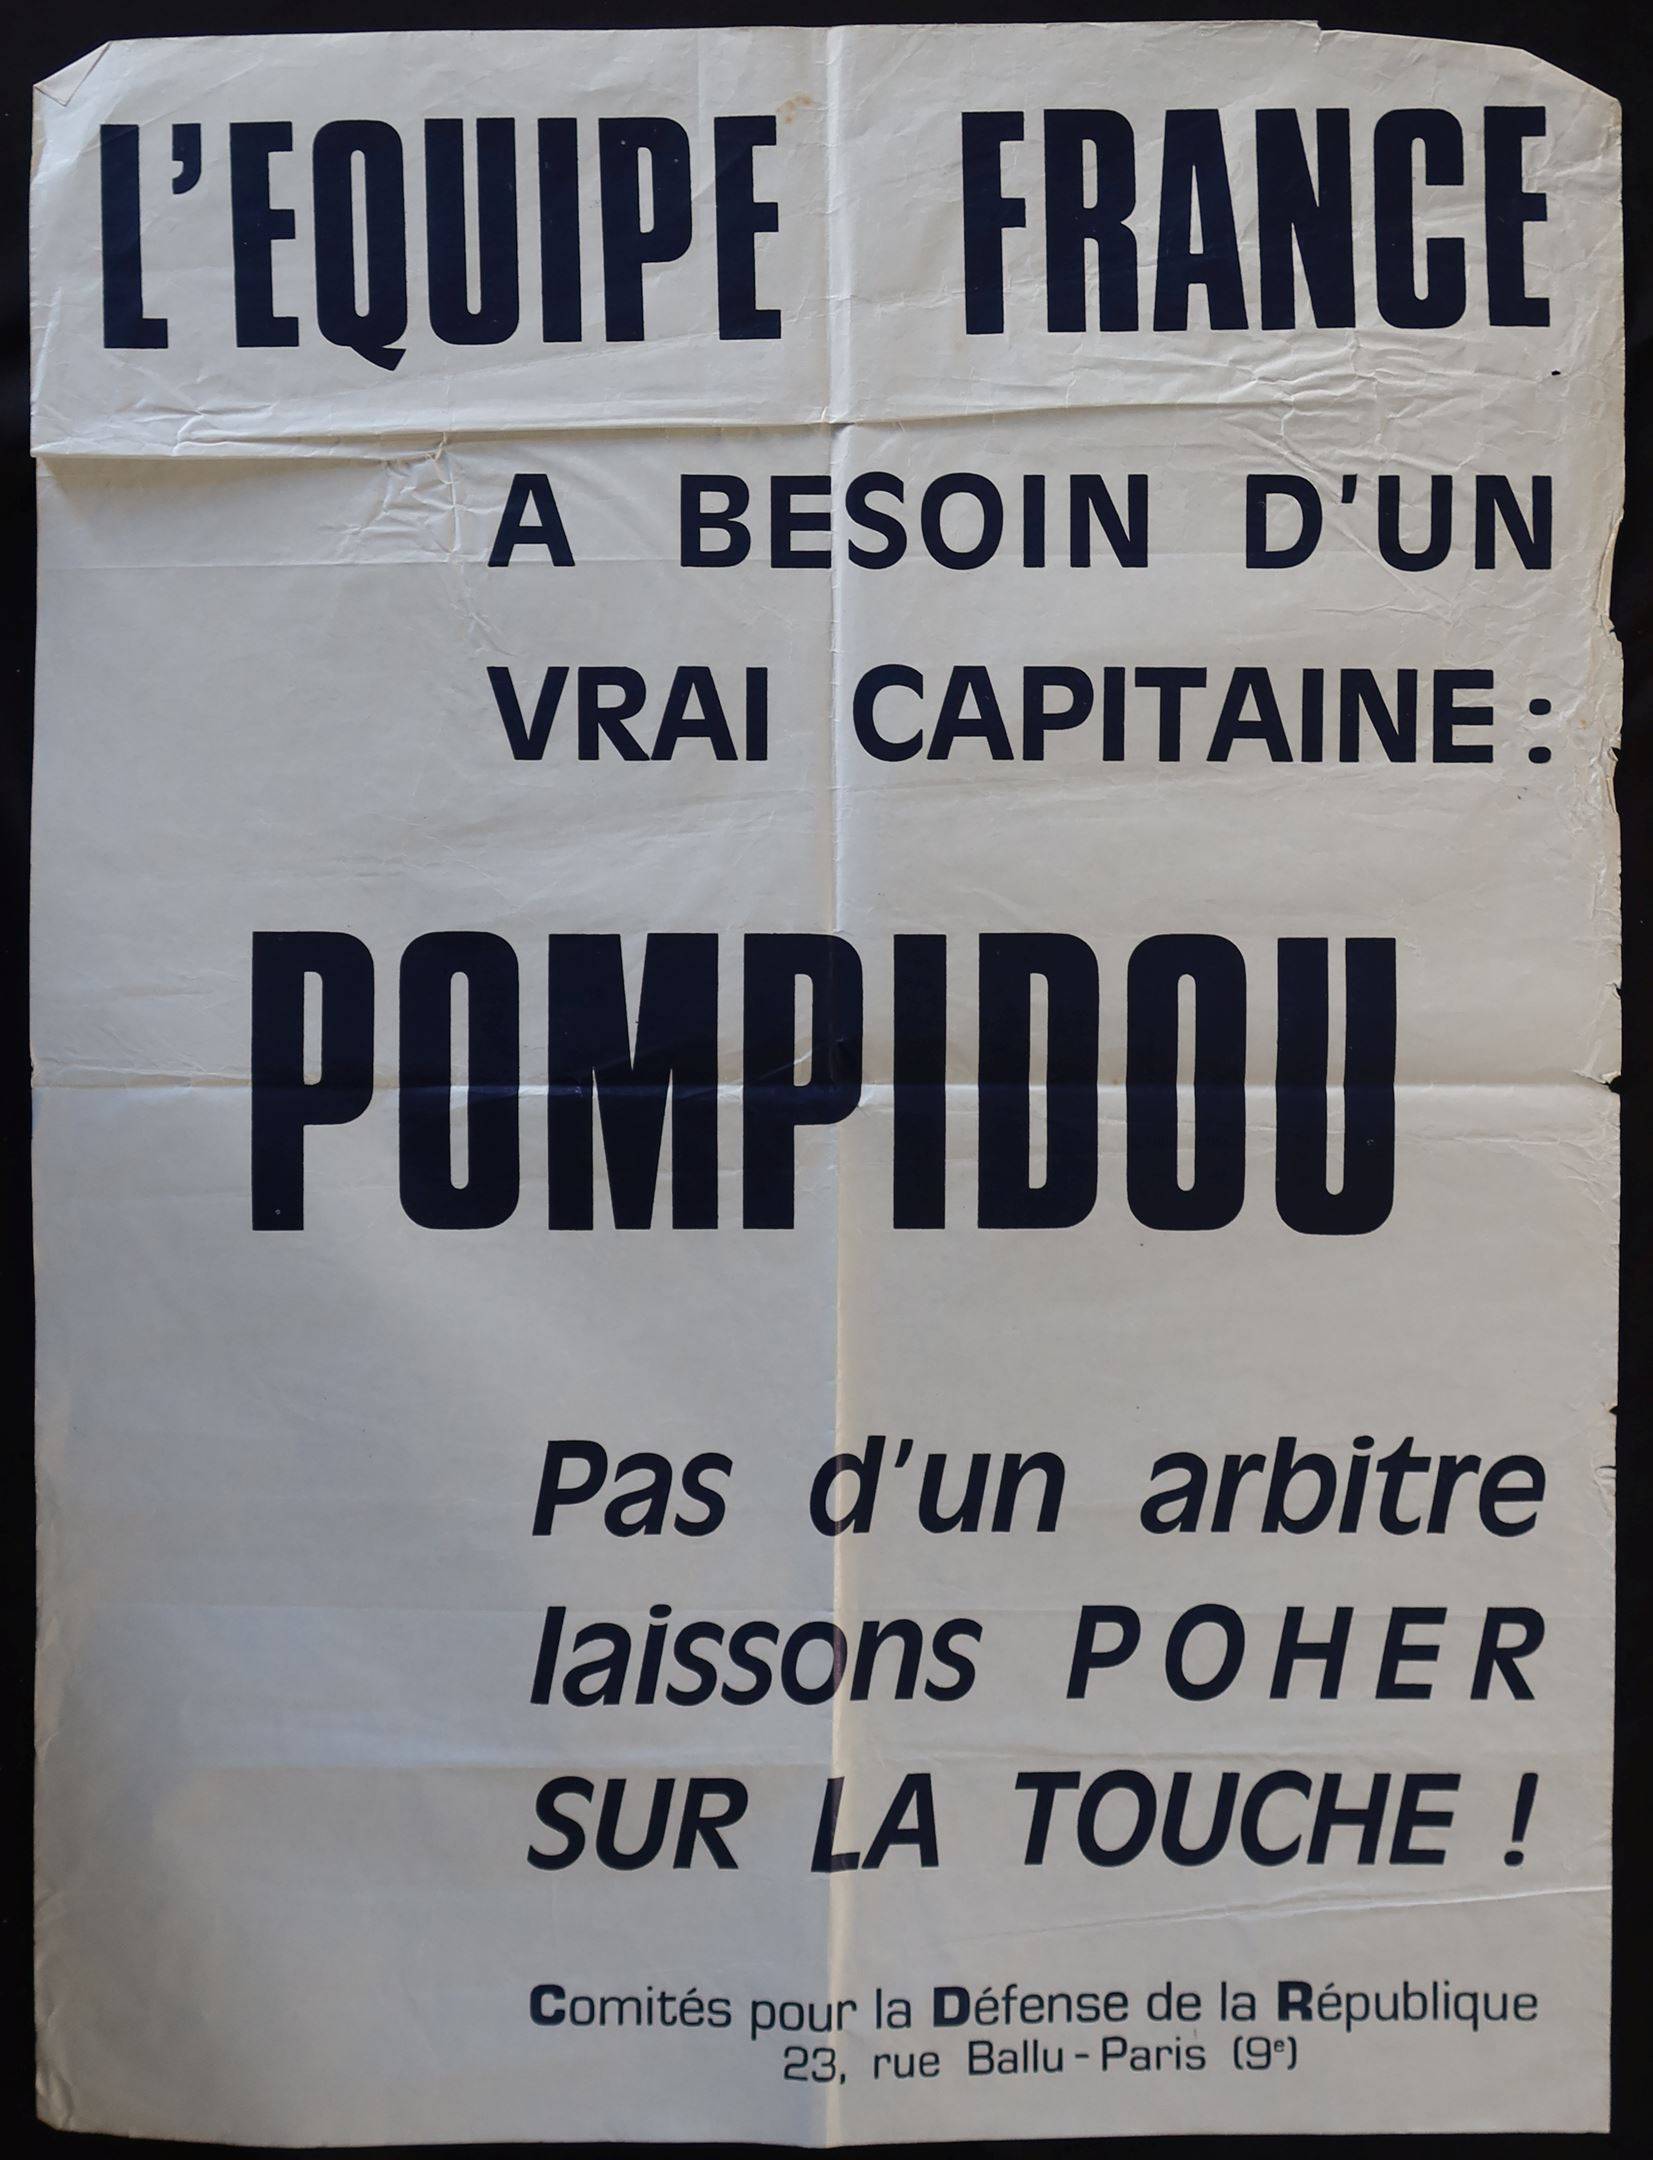 L'EQUIPE FRANCE
A BESOIN D'UN
VRAI CAPITAINE :
POMPIDOU
Pas d'un arbitre
laissons POHER
SUR LA TOUCHE !
Comités pour la Défense de la République
23, rue Ballu - Paris (9e)